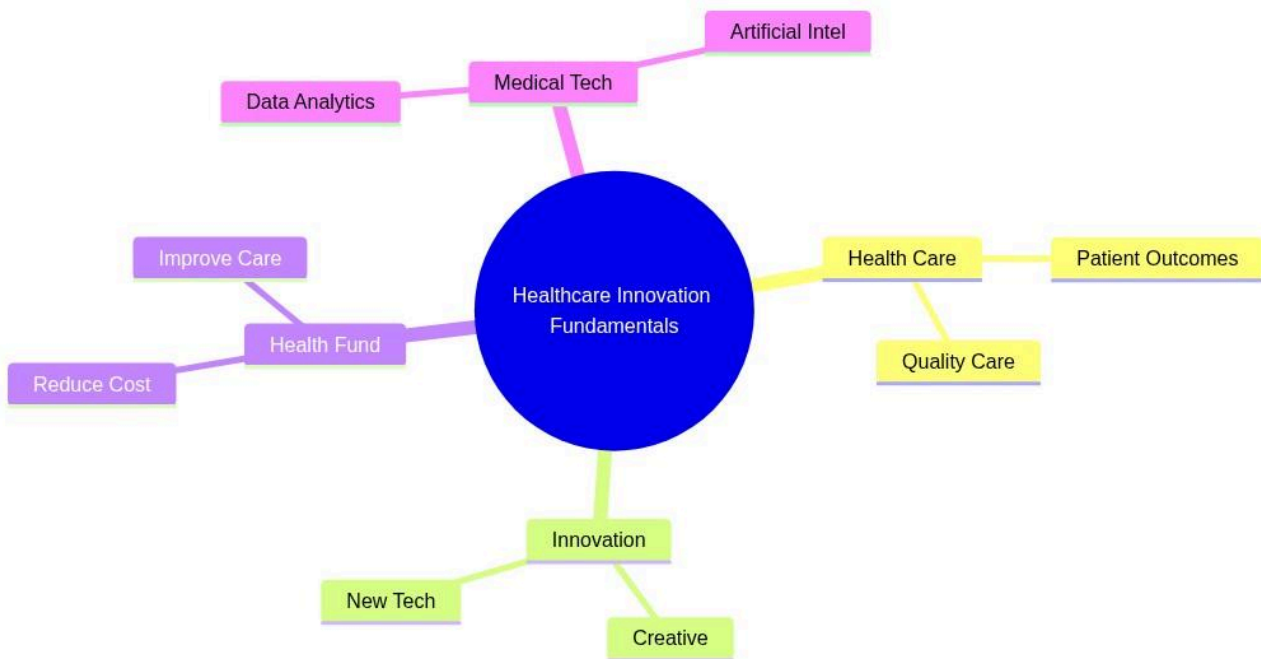 Artificial Intel
Medical Tech
Data Analytics
Improve Care
Health Care
Patient Outcomes
Healthcare Innovation
Fundamentals
Health Fund
Quality Care
Reduce Cost
Innovation
New Tech
Creative